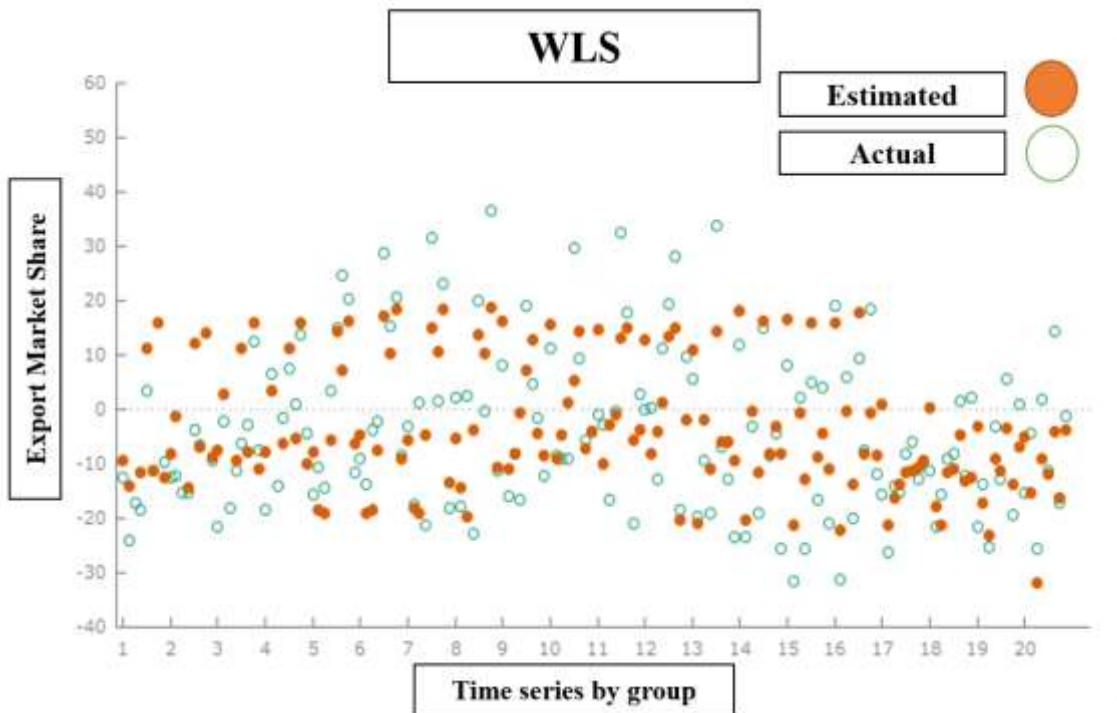 WLS
Estimated
Actual
Export Market Share
60
50
40
30
20
10
0
-10
-20
-30
-40
1 2 3 4 5 6 7 8 9 10 11 12 13 14 15 16 17 18 19 20
Time series by group